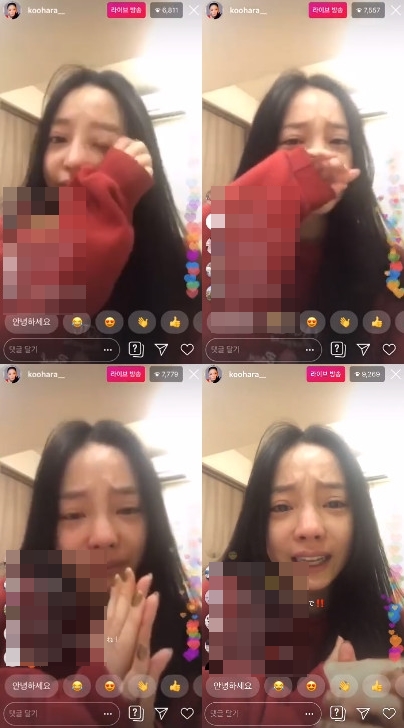 koohara__ 라이브 방송 6,811
안녕하세요
댓글 달기
koohara__ 라이브 방송 7,557
댓글 달기
koohara__ 라이브 방송 7,779
ね!
안녕하세요
댓글 달기
koohara__ 라이브 방송 9,269
で‼️
안녕하세요
댓글 달기